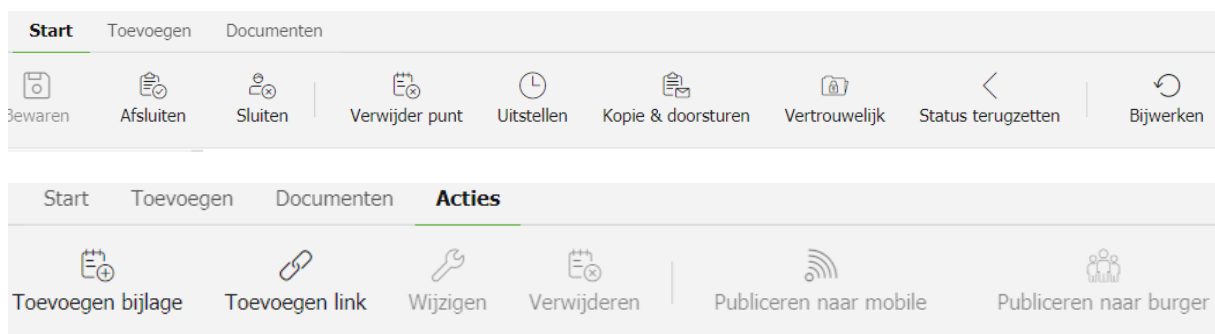 Start Toevoegen Documenten
Bewaren Afsluiten Sluiten Verwijder punt Uitstellen Kopie & doorsturen Vertrouwelijk Status terugzetten Bijwerken
Start Toevoegen Documenten Acties
Toevoegen bijlage Toevoegen link Wijzigen Verwijderen Publiceren naar mobile Publiceren naar burger